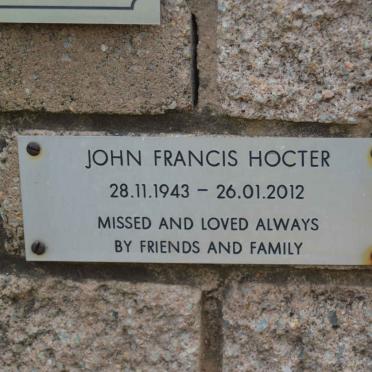 JOHN FRANCIS HOCTER
28.11.1943 – 26.01.2012
MISSED AND LOVED ALWAYS
BY FRIENDS AND FAMILY